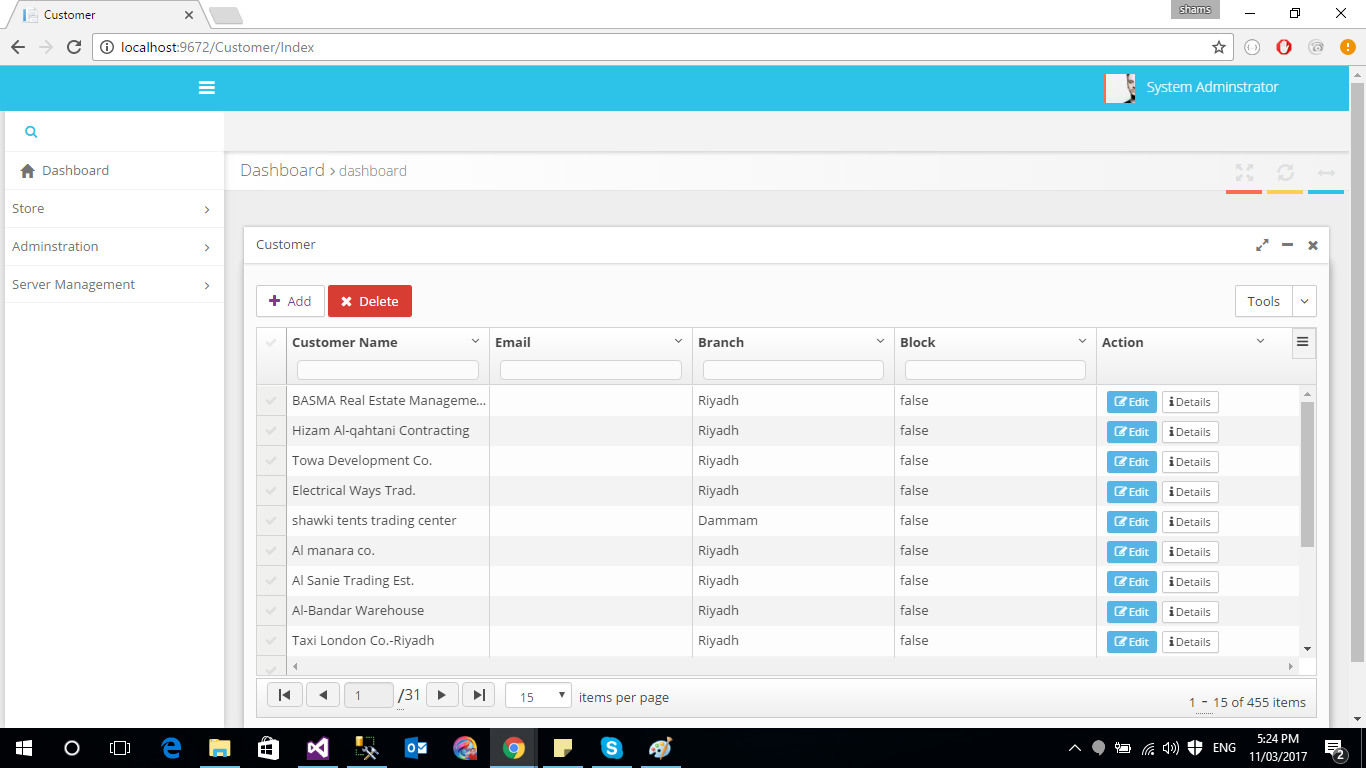 Customer
shams
localhost:9672/Customer/Index
System Adminstrator
Dashboard
Dashboard › dashboard
Store
Adminstration
Server Management
Customer
Add Delete Tools
Customer Name Email Branch Block Action
BASMA Real Estate Manageme... Riyadh false Edit Details
Hizam Al-qahtani Contracting Riyadh false Edit Details
Towa Development Co. Riyadh false Edit Details
Electrical Ways Trad. Riyadh false Edit Details
shawki tents trading center Dammam false Edit Details
Al manara co. Riyadh false Edit Details
Al Sanie Trading Est. Riyadh false Edit Details
Al-Bandar Warehouse Riyadh false Edit Details
Taxi London Co.-Riyadh Riyadh false Edit Details
1 /31 15 items per page 1 - 15 of 455 items
ENG
5:24 PM
11/03/2017
2